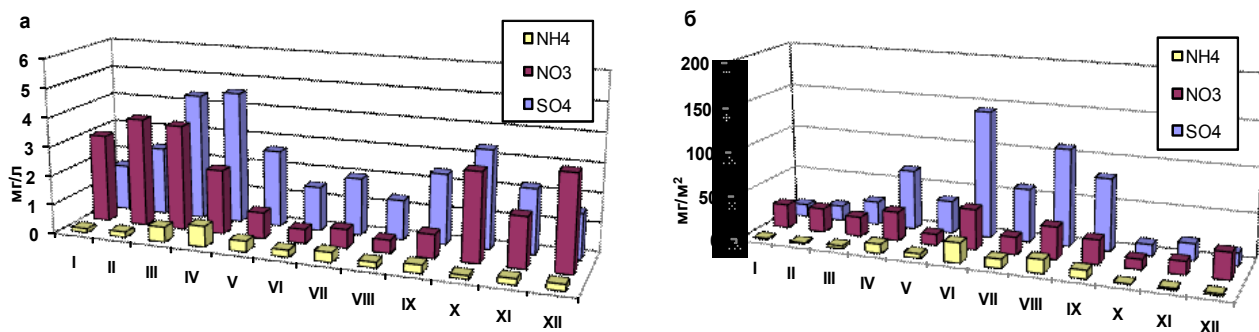 а
6
5
4
3
2
1
0
мг/л
I II III IV V VI VII VIII IX X XI XII
NH4
NO3
SO4
б
200
150
100
50
0
мг/м²
I II III IV V VI VII VIII IX X XI XII
NH4
NO3
SO4